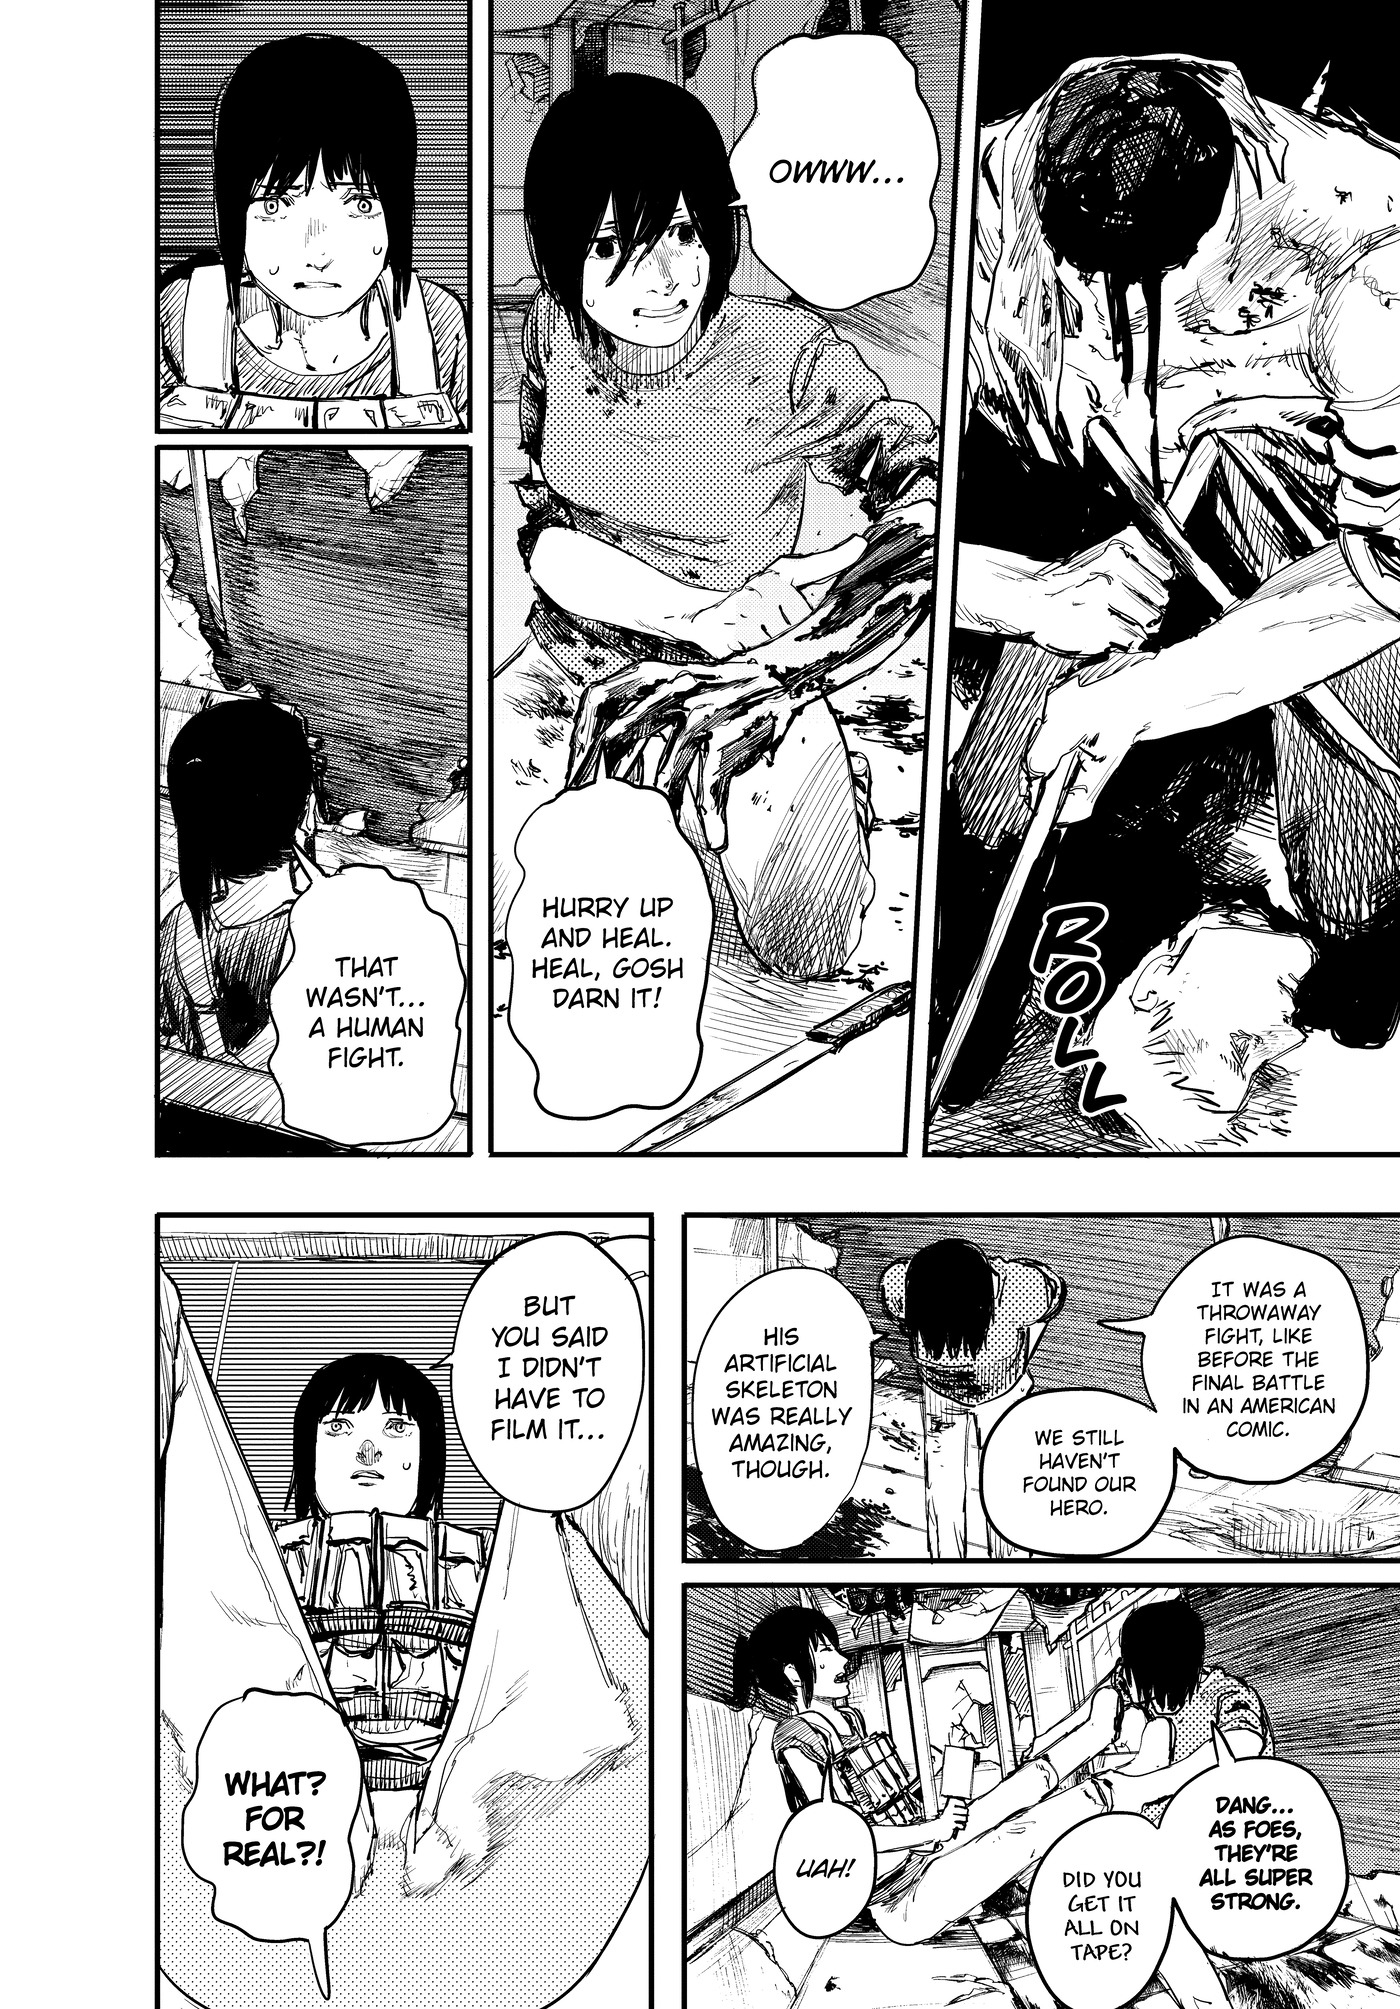 ROLL
OWWW...
HURRY UP
AND HEAL.
HEAL, GOSH
DARN IT!
THAT
WASN'T...
A HUMAN
FIGHT.
IT WAS A
THROWAWAY
FIGHT, LIKE
BEFORE THE
FINAL BATTLE
IN AN AMERICAN
COMIC.
WE STILL
HAVEN'T
FOUND OUR
HERO.
HIS
ARTIFICIAL
SKELETON
WAS REALLY
AMAZING,
THOUGH.
DANG...
AS FOES,
THEY'RE
ALL SUPER
STRONG.
DID YOU
GET IT
ALL ON
TAPE?
UAH!
BUT
YOU SAID
I DIDN'T
HAVE TO
FILM IT...
WHAT?
FOR
REAL?!